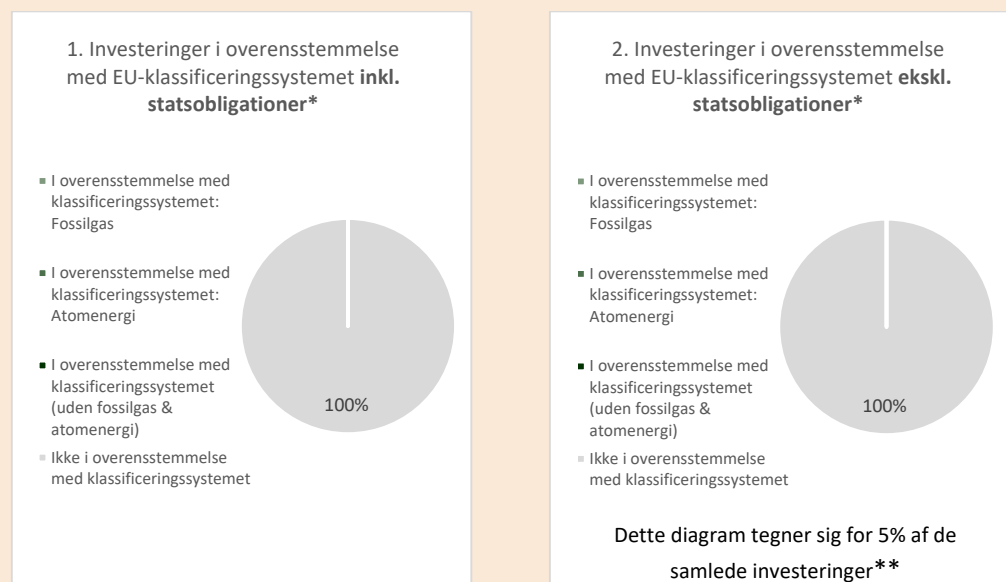 1. Investeringer i overensstemmelse
med EU-klassificeringssystemet inkl.
statsobligationer*
I overensstemmelse med
klassificeringssystemet:
Fossilgas
I overensstemmelse med
klassificeringssystemet:
Atomenergi
I overensstemmelse med
klassificeringssystemet
(uden fossilgas &
atomenergi)
Ikke i overensstemmelse
med klassificeringssystemet
100%
2. Investeringer i overensstemmelse
med EU-klassificeringssystemet ekskl.
statsobligationer*
I overensstemmelse med
klassificeringssystemet:
Fossilgas
I overensstemmelse med
klassificeringssystemet:
Atomenergi
I overensstemmelse med
klassificeringssystemet
(uden fossilgas &
atomenergi)
Ikke i overensstemmelse
med klassificeringssystemet
100%
Dette diagram tegner sig for 5% af de
samlede investeringer**